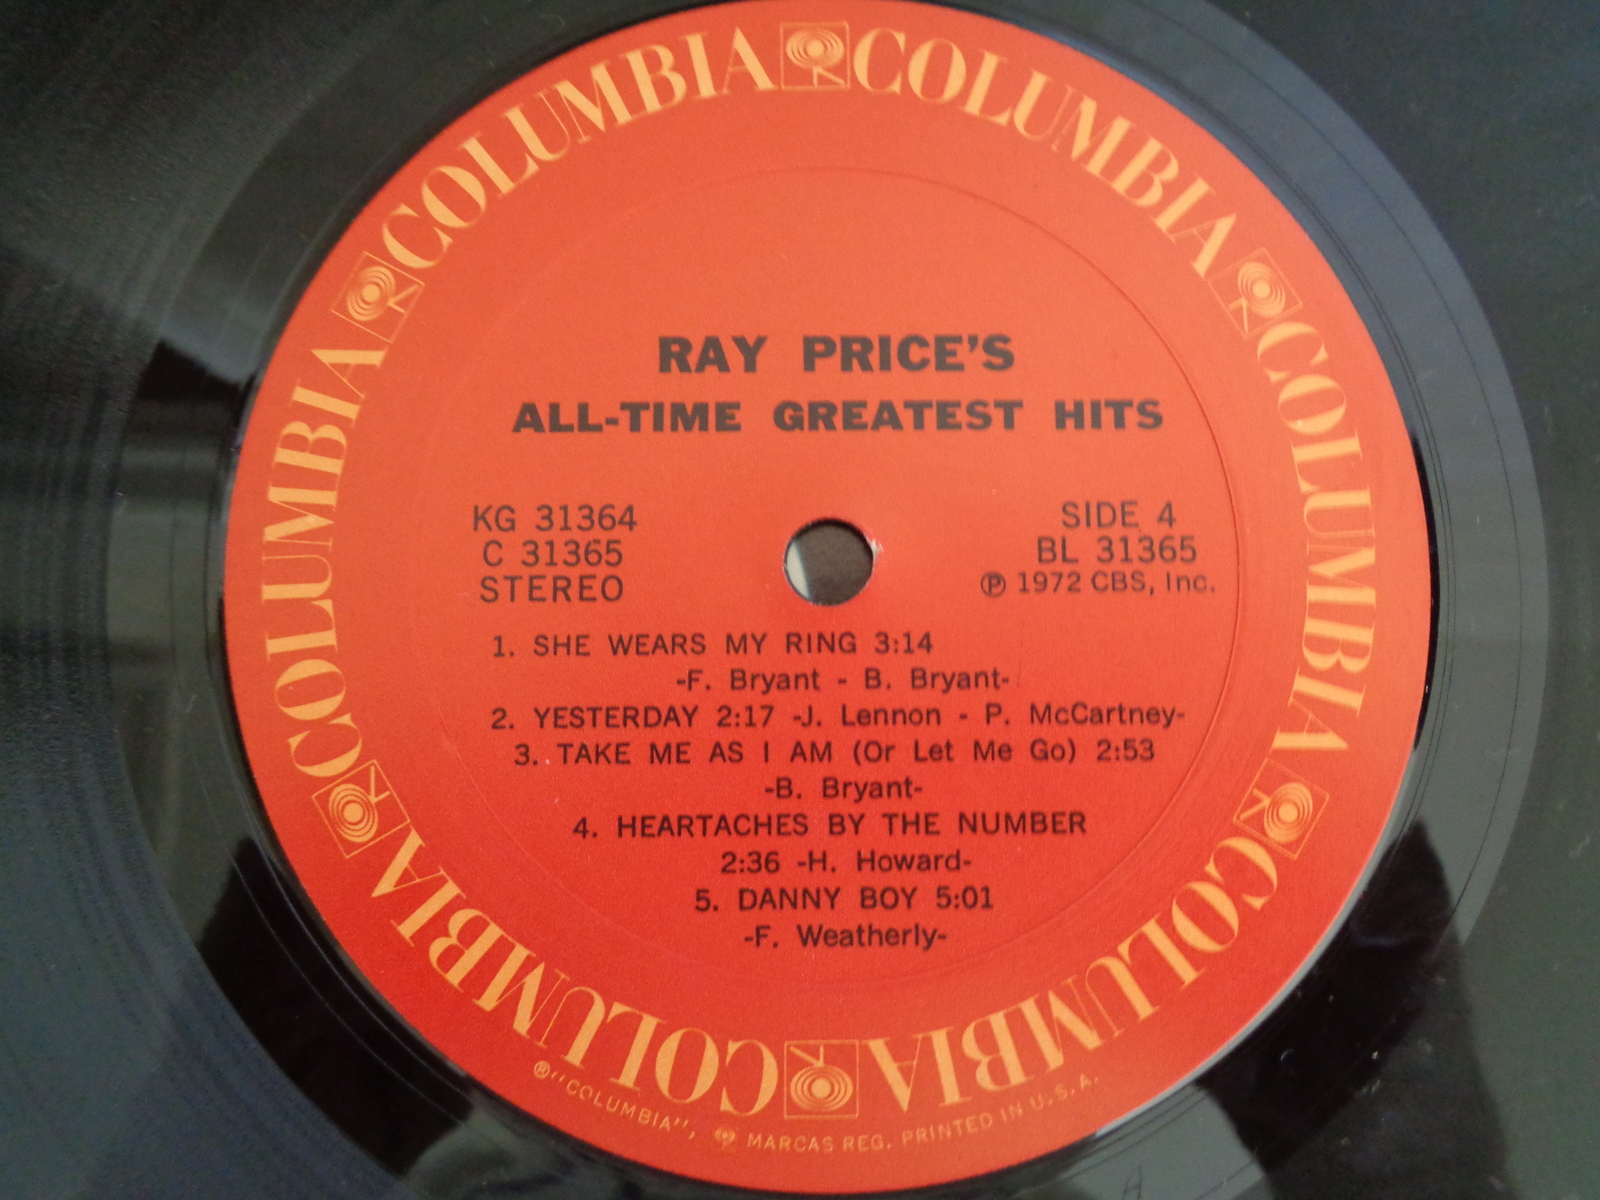 COLUMBIA COLUMBIA COLUMBIA COLUMBIA COLUMBIA COLUMBIA
RAY PRICE'S
ALL-TIME GREATEST HITS
KG 31364
C 31365
STEREO
SIDE 4
BL 31365
Ⓟ 1972 CBS, Inc.
1. SHE WEARS MY RING 3:14
-F. Bryant - B. Bryant-
2. YESTERDAY 2:17 -J. Lennon - P. McCartney-
3. TAKE ME AS I AM (Or Let Me Go) 2:53
-B. Bryant-
4. HEARTACHES BY THE NUMBER
2:36 -H. Howard-
5. DANNY BOY 5:01
-F. Weatherly-
®"COLUMBIA", MARCAS REG. PRINTED IN U.S.A.